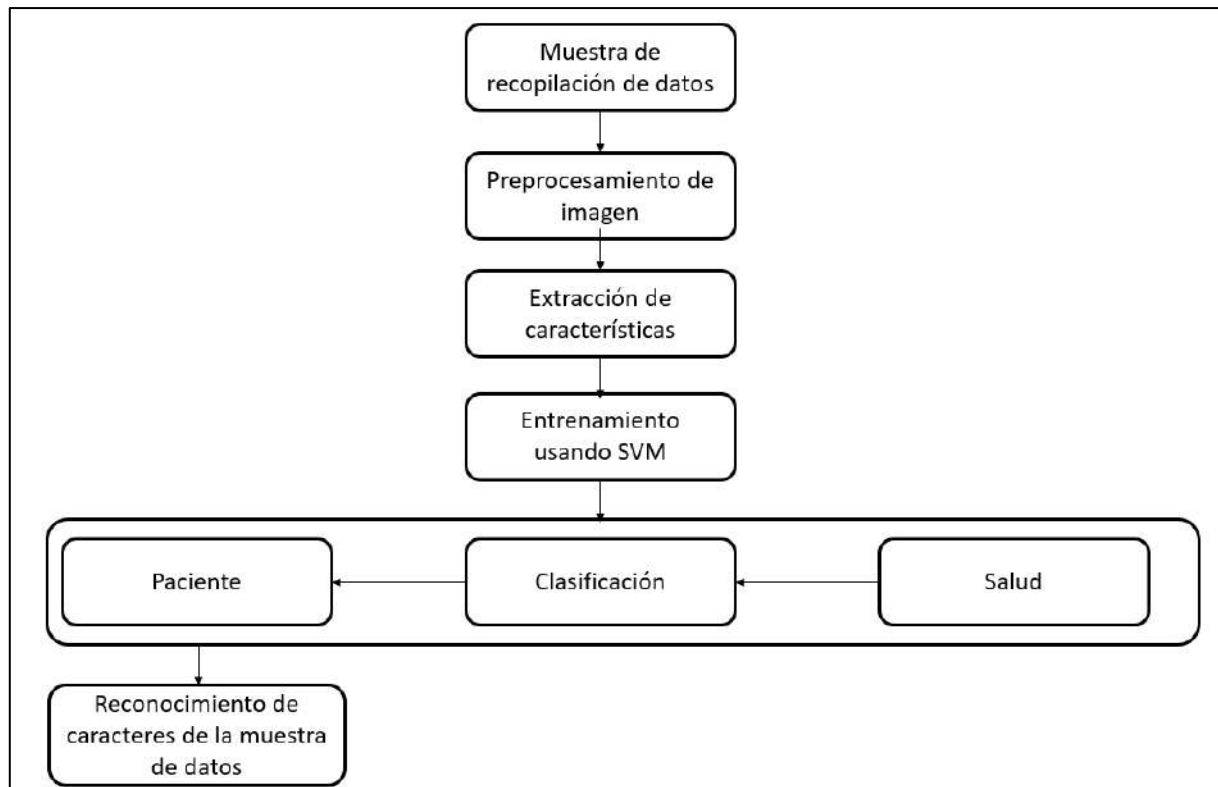 Muestra de
recopilación de datos
Preprocesamiento de
imagen
Extracción de
característificas
Entrenamiento
usando SVM
Paciente
Clasificación
Salud
Reconocimiento de
caracteres de la muestra
de datos